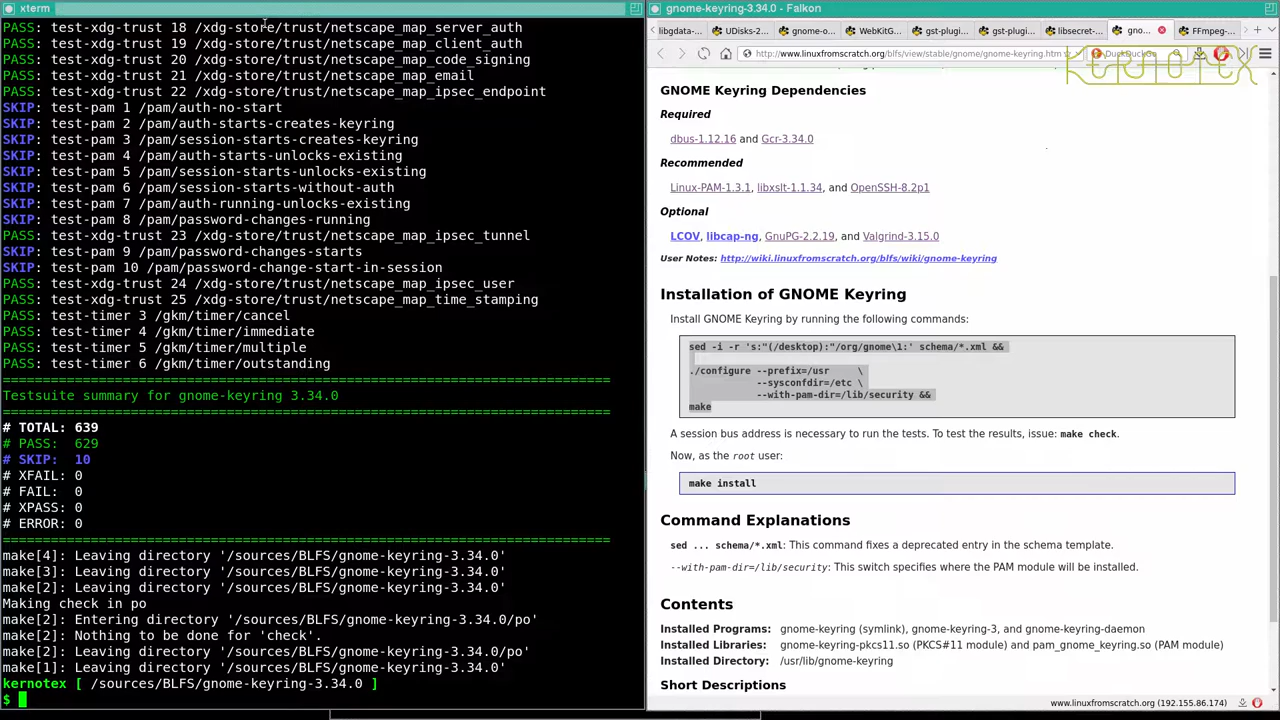 xterm
PASS: test-xdg-trust 18 /xdg-store/trust/netscape_map_server_auth
PASS: test-xdg-trust 19 /xdg-store/trust/netscape_map_client_auth
PASS: test-xdg-trust 20 /xdg-store/trust/netscape_map_code_signing
PASS: test-xdg-trust 21 /xdg-store/trust/netscape_map_email
PASS: test-xdg-trust 22 /xdg-store/trust/netscape_map_ipsec_endpoint
SKIP: test-pam 1 /pam/auth-no-start
SKIP: test-pam 2 /pam/auth-starts-creates-keyring
SKIP: test-pam 3 /pam/session-starts-creates-keyring
SKIP: test-pam 4 /pam/auth-starts-unlocks-existing
SKIP: test-pam 5 /pam/session-starts-unlocks-existing
SKIP: test-pam 6 /pam/session-starts-without-auth
SKIP: test-pam 7 /pam/auth-running-unlocks-existing
SKIP: test-pam 8 /pam/password-changes-running
PASS: test-xdg-trust 23 /xdg-store/trust/netscape_map_ipsec_tunnel
SKIP: test-pam 9 /pam/password-changes-starts
SKIP: test-pam 10 /pam/password-change-start-in-session
PASS: test-xdg-trust 24 /xdg-store/trust/netscape_map_ipsec_user
PASS: test-xdg-trust 25 /xdg-store/trust/netscape_map_time_stamping
PASS: test-timer 3 /gkm/timer/cancel
PASS: test-timer 4 /gkm/timer/immediate
PASS: test-timer 5 /gkm/timer/multiple
PASS: test-timer 6 /gkm/timer/outstanding
============================================================================
Testsuite summary for gnome-keyring 3.34.0
============================================================================
# TOTAL: 639
# PASS:  629
# SKIP:  10
# XFAIL: 0
# FAIL:  0
# XPASS: 0
# ERROR: 0
============================================================================
make[4]: Leaving directory '/sources/BLFS/gnome-keyring-3.34.0'
make[3]: Leaving directory '/sources/BLFS/gnome-keyring-3.34.0'
make[2]: Leaving directory '/sources/BLFS/gnome-keyring-3.34.0'
Making check in po
make[2]: Entering directory '/sources/BLFS/gnome-keyring-3.34.0/po'
make[2]: Nothing to be done for 'check'.
make[2]: Leaving directory '/sources/BLFS/gnome-keyring-3.34.0/po'
make[1]: Leaving directory '/sources/BLFS/gnome-keyring-3.34.0'
kernotex [ /sources/BLFS/gnome-keyring-3.34.0 ]
$
gnome-keyring-3.34.0 - Falkon
libgdata-... UDisks-2... gnome-o... WebKitG... gst-plugi... gst-plugi... libsecret-... gno... FFmpeg-...
http://www.linuxfromscratch.org/blfs/view/stable/gnome/gnome-keyring.htm DuckDuckGo
KERNOTEX
GNOME Keyring Dependencies
Required
dbus-1.12.16 and Gcr-3.34.0
Recommended
Linux-PAM-1.3.1, libxslt-1.1.34, and OpenSSH-8.2p1
Optional
LCOV, libcap-ng, GnuPG-2.2.19, and Valgrind-3.15.0
User Notes: http://wiki.linuxfromscratch.org/blfs/wiki/gnome-keyring
Installation of GNOME Keyring
Install GNOME Keyring by running the following commands:
sed -i -r 's:"(/desktop):"/org/gnome\1:' schema/*.xml &&
./configure --prefix=/usr     \
--sysconfdir=/etc \
--with-pam-dir=/lib/security &&
make
A session bus address is necessary to run the tests. To test the results, issue: make check.
Now, as the root user:
make install
Command Explanations
sed ... schema/*.xml: This command fixes a deprecated entry in the schema template.
--with-pam-dir=/lib/security: This switch specifies where the PAM module will be installed.
Contents
Installed Programs: gnome-keyring (symlink), gnome-keyring-3, and gnome-keyring-daemon
Installed Libraries: gnome-keyring-pkcs11.so (PKCS#11 module) and pam_gnome_keyring.so (PAM module)
Installed Directory: /usr/lib/gnome-keyring
Short Descriptions
www.linuxfromscratch.org (192.155.86.174)